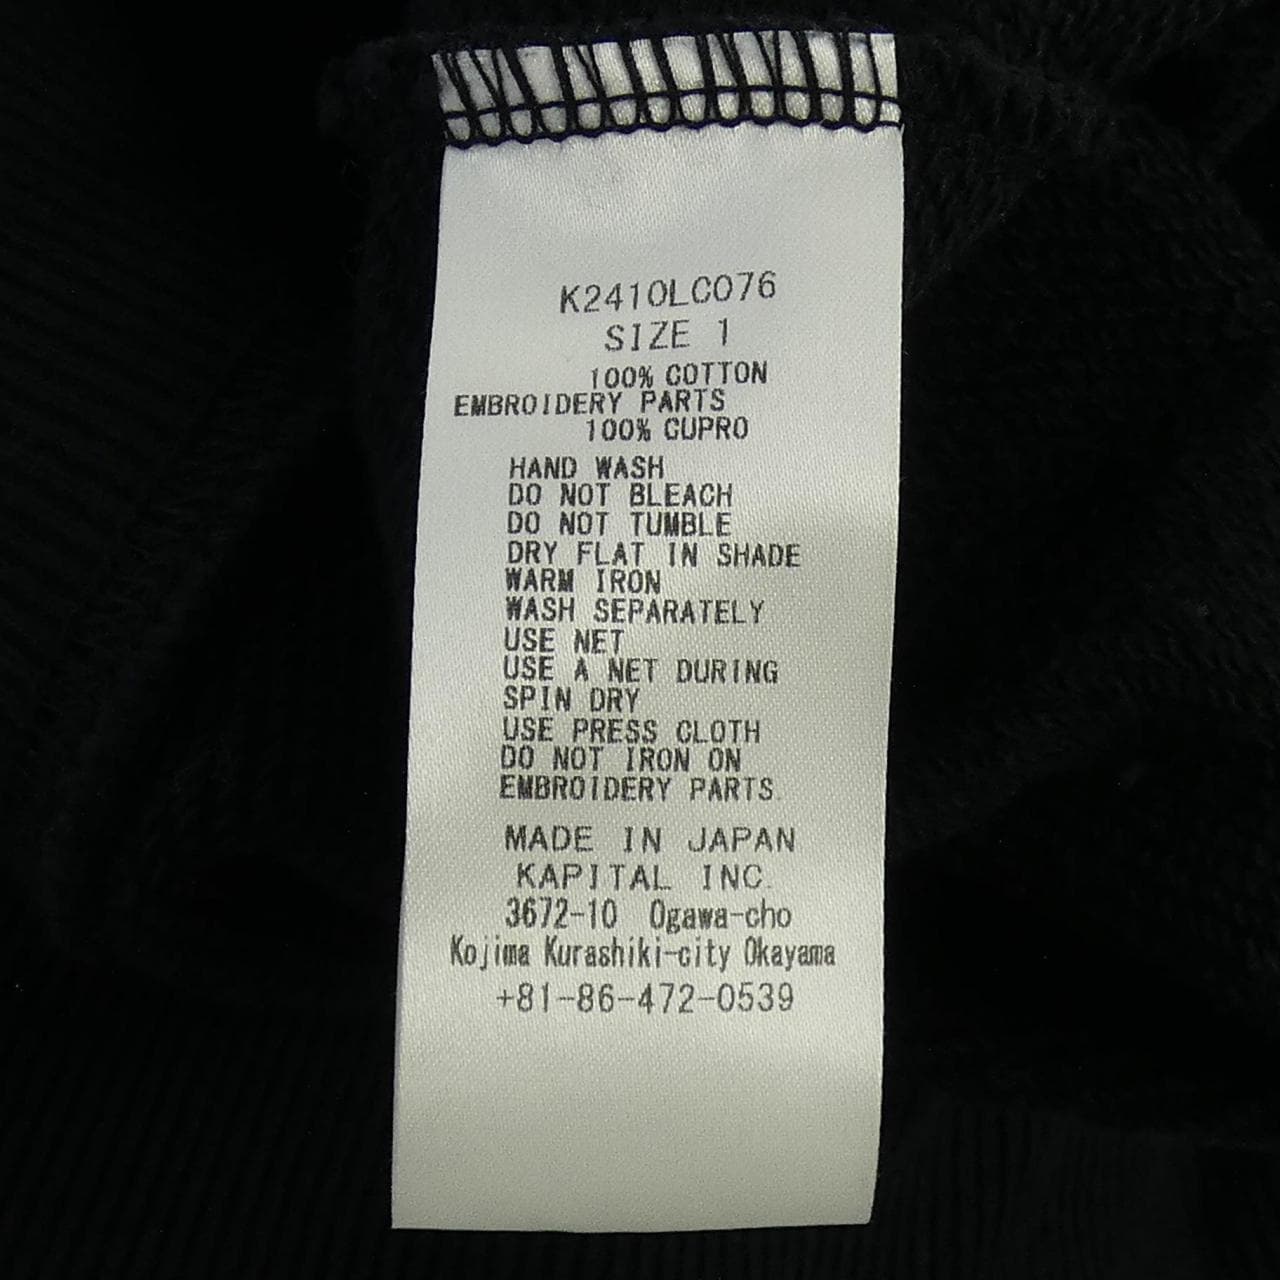 K2410LC076
SIZE 1
100% COTTON
EMBROIDERY PARTS
100% CUPRO
HAND WASH
DO NOT BLEACH
DO NOT TUMBLE
DRY FLAT IN SHADE
WARM IRON
WASH SEPARATELY
USE NET
USE A NET DURING
SPIN DRY
USE PRESS CLOTH
DO NOT IRON ON
EMBROIDERY PARTS.
MADE IN JAPAN
KAPITAL INC.
3672-10 Ogawa-cho
Kojima Kurashiki-city Okayama
+81-86-472-0539